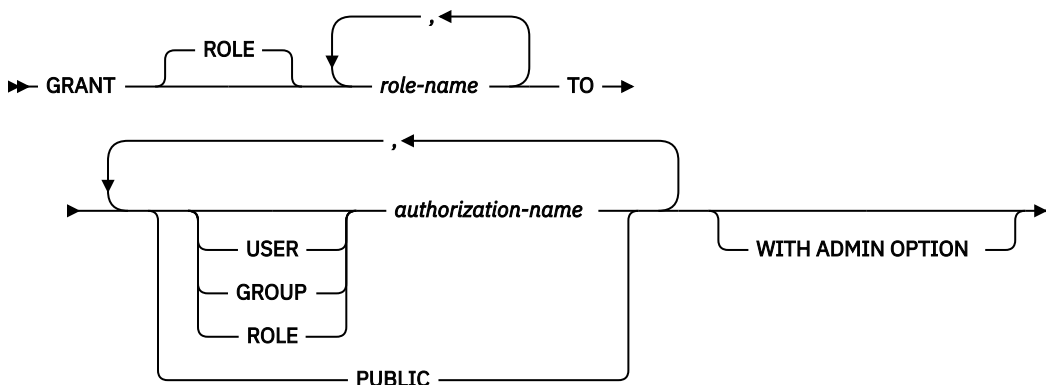 ,
ROLE
GRANT role-name TO
,
authorization-name
USER WITH ADMIN OPTION
GROUP
ROLE
PUBLIC